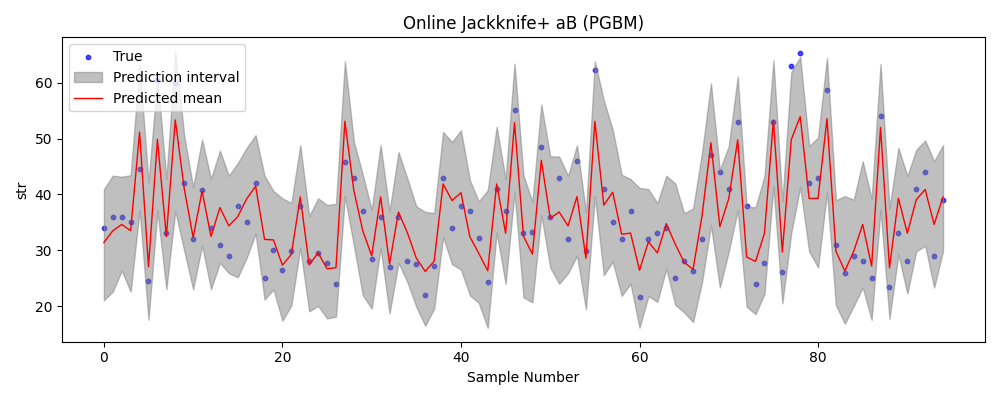 Online Jackknife+ aB (PGBM)
True
Prediction interval
Predicted mean
str
60
50
40
30
20
0
20
40
60
80
Sample Number